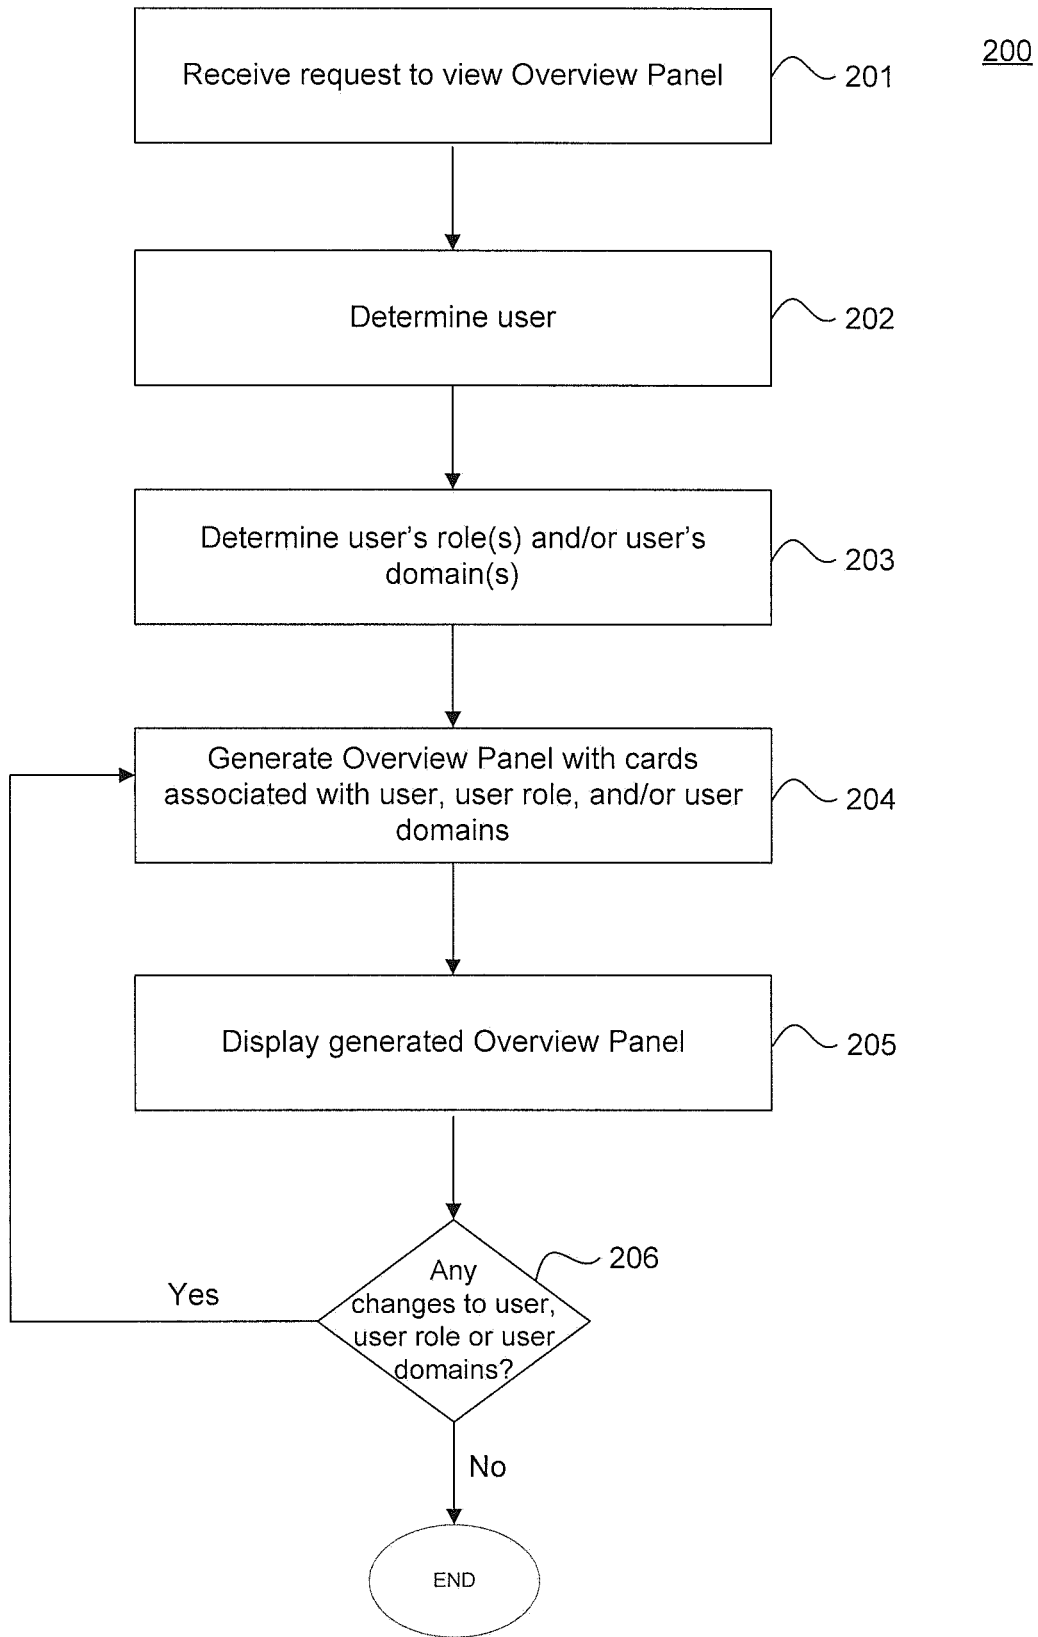 200
Receive request to view Overview Panel
201
Determine user
202
Determine user’s role(s) and/or user’s
domain(s)
203
Generate Overview Panel with cards
associated with user, user role, and/or user
domains
204
Display generated Overview Panel
205
Any
changes to user,
user role or user
domains?
206
Yes
No
END